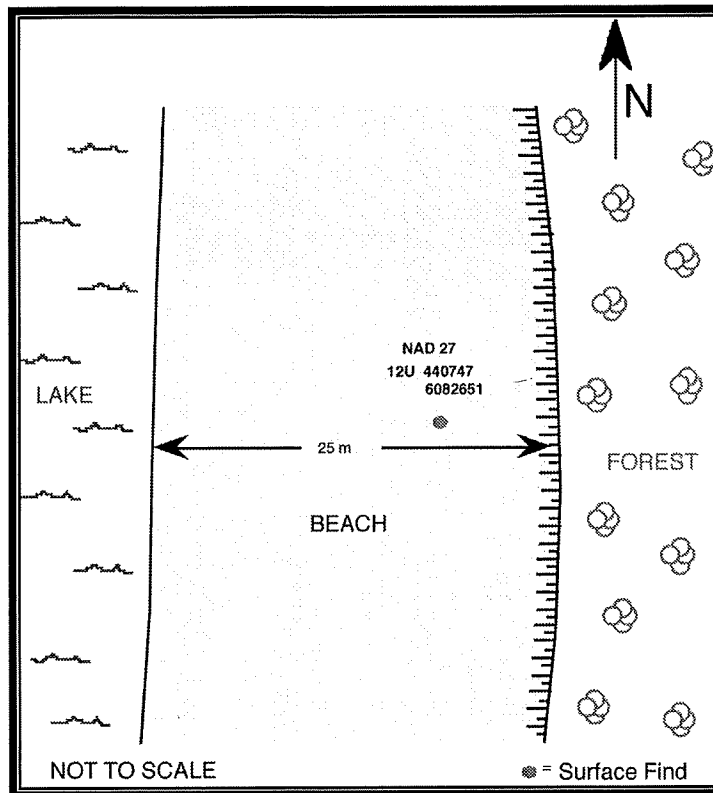 N
NAD 27
12U 440747
6082651
LAKE
25 m
FOREST
BEACH
NOT TO SCALE
= Surface Find